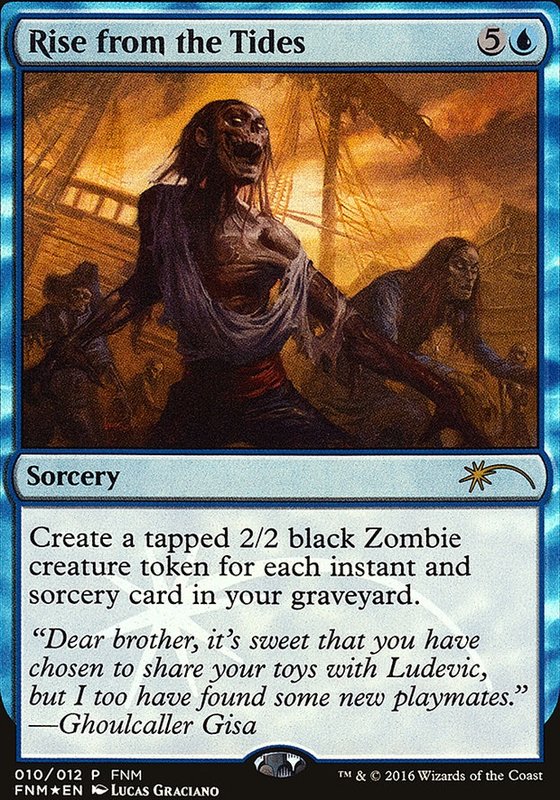 Rise from the Tides 5
Sorcery
Create a tapped 2/2 black Zombie
creature token for each instant and
sorcery card in your graveyard.
“Dear brother, it’s sweet that you have
chosen to share your toys with Ludevic,
but I too have found some new playmates.”
—Ghoulcaller Gisa
010/012 P FNM
FNM★EN Lucas Graciano
™ & © 2016 Wizards of the Coast